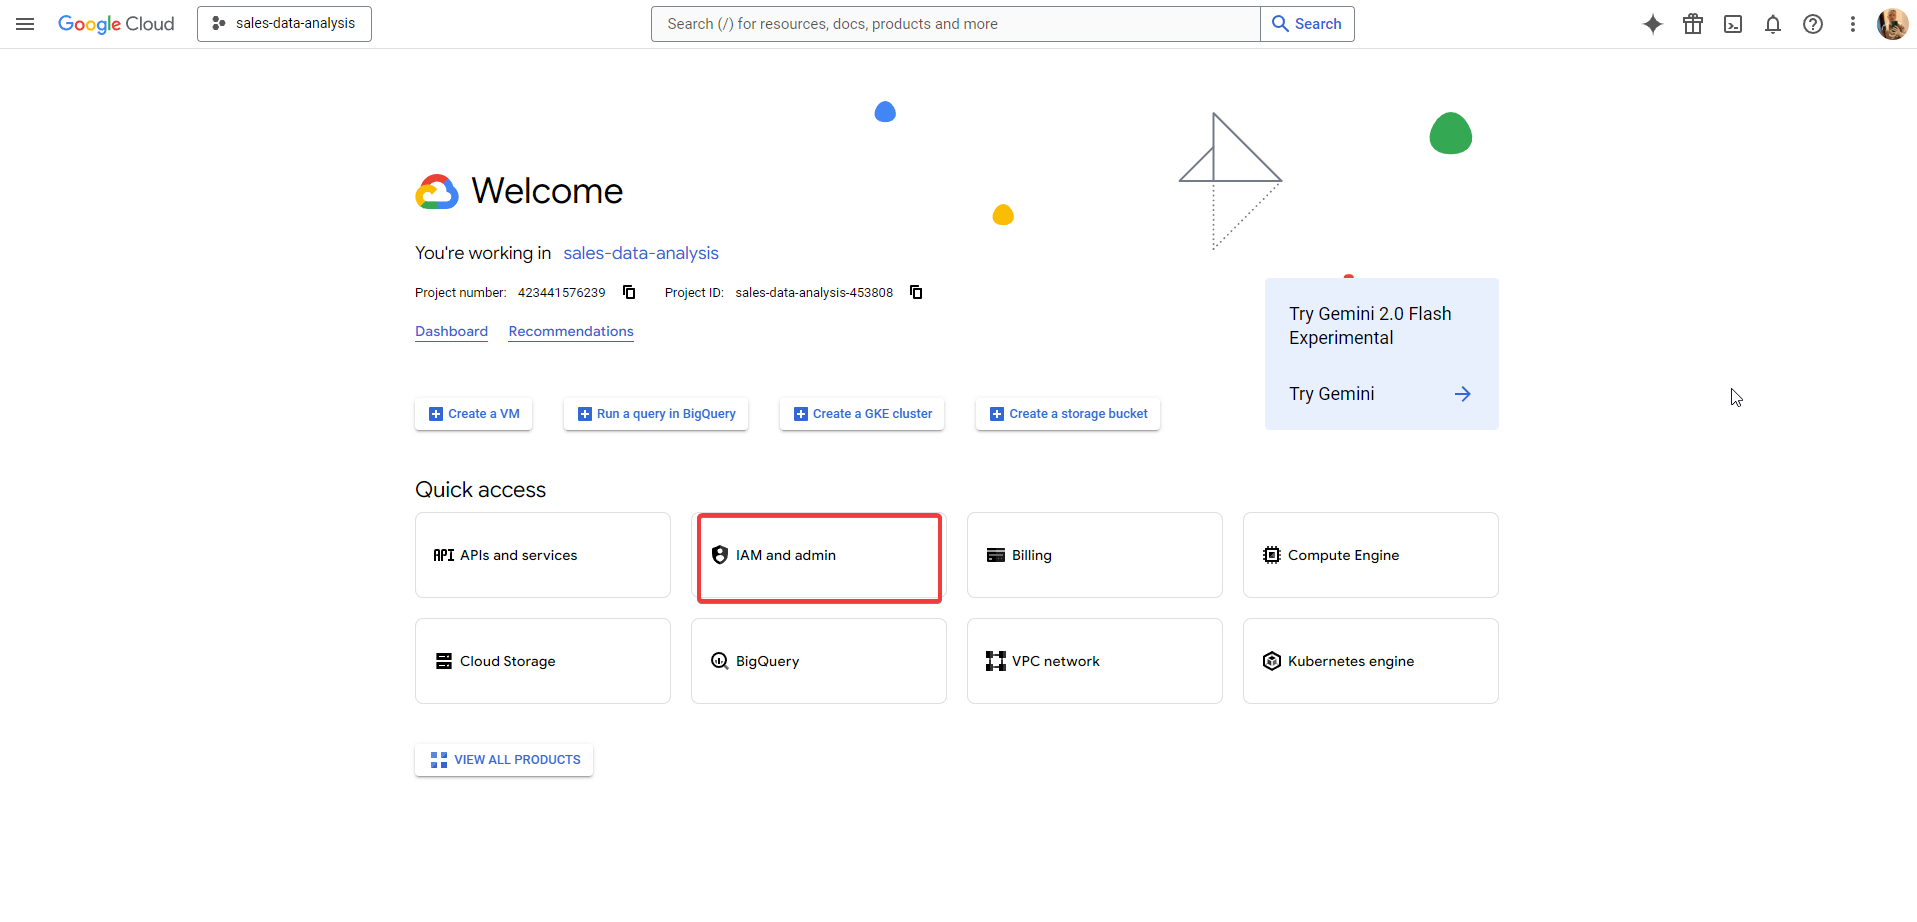 Google Cloud
sales-data-analysis
Search (/) for resources, docs, products and more
Search
Welcome
You're working in sales-data-analysis
Project number: 423441576239 Project ID: sales-data-analysis-453808
Dashboard Recommendations
Try Gemini 2.0 Flash
Experimental
Try Gemini
Create a VM
Run a query in BigQuery
Create a GKE cluster
Create a storage bucket
Quick access
API APIs and services
IAM and admin
Billing
Compute Engine
Cloud Storage
BigQuery
VPC network
Kubernetes engine
VIEW ALL PRODUCTS